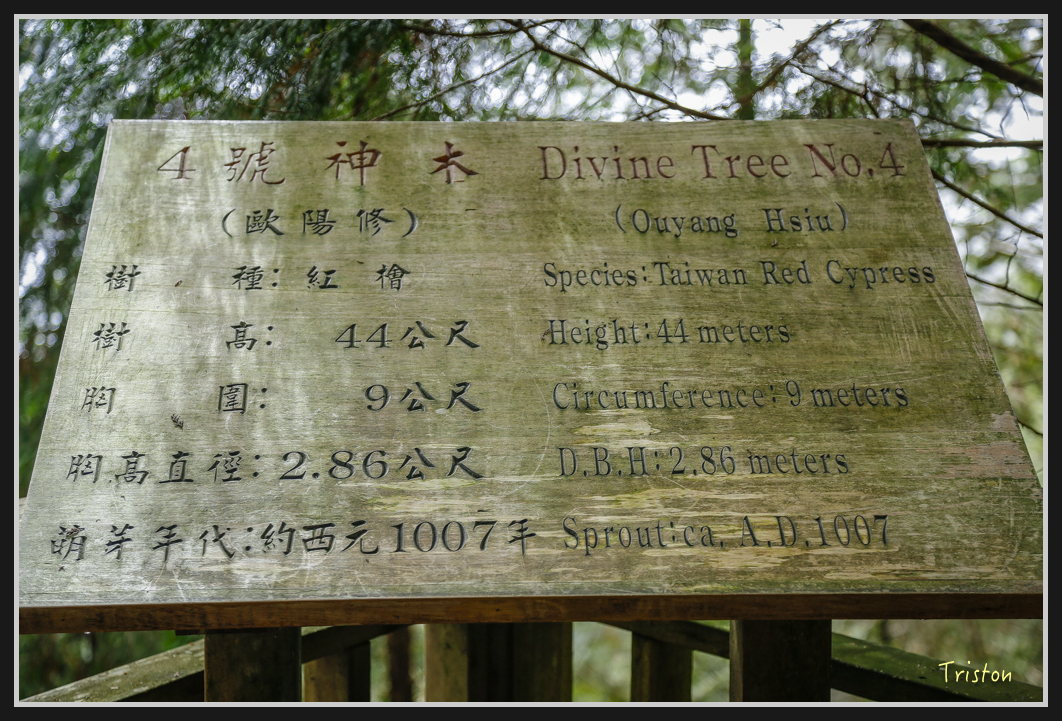 4號神木 Divine Tree No.4
(歐陽修) (Ouyang Hsiu)
樹種:紅檜 Species:Taiwan Red Cypress
樹高: 44公尺 Height:44 meters
胸圍: 9公尺 Circumference:9 meters
胸高直徑:2.86公尺 D.B.H:2.86 meters
萌芽年代:約西元1007年 Sprout:ca. A.D.1007
Triston